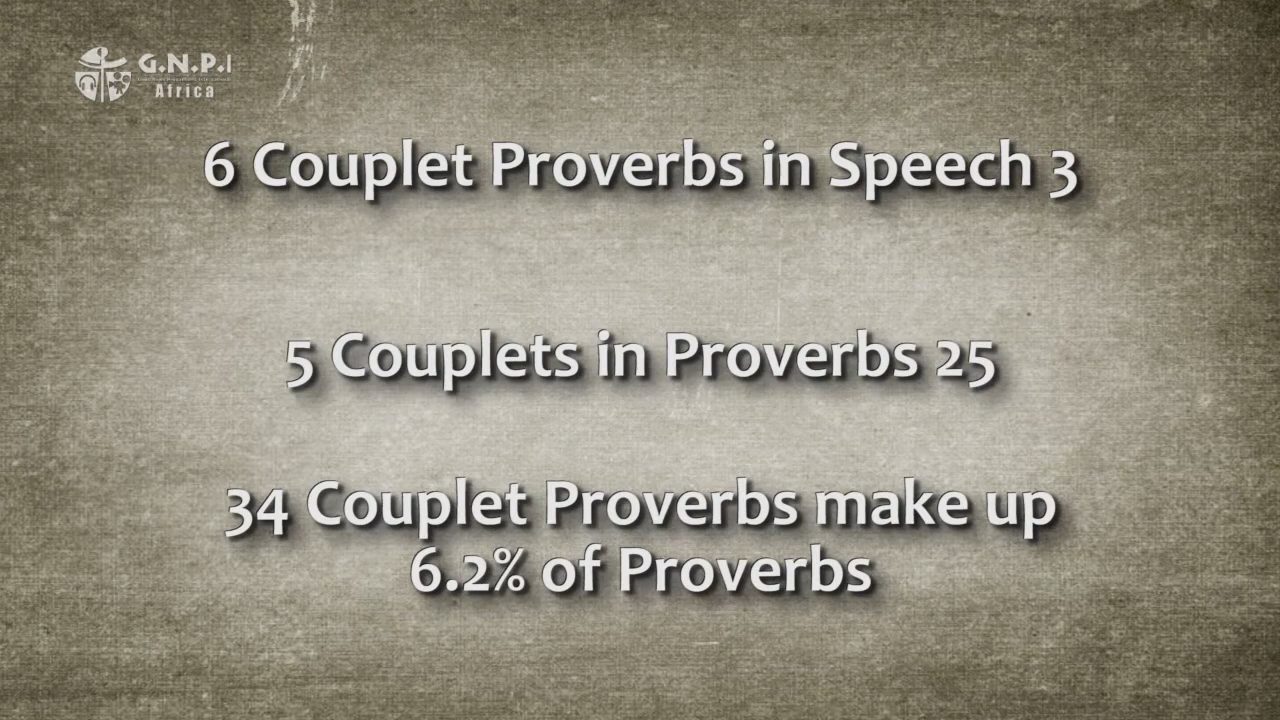 G.N.P.I
Africa
6 Couplet Proverbs in Speech 3
5 Couplets in Proverbs 25
34 Couplet Proverbs make up
6.2% of Proverbs